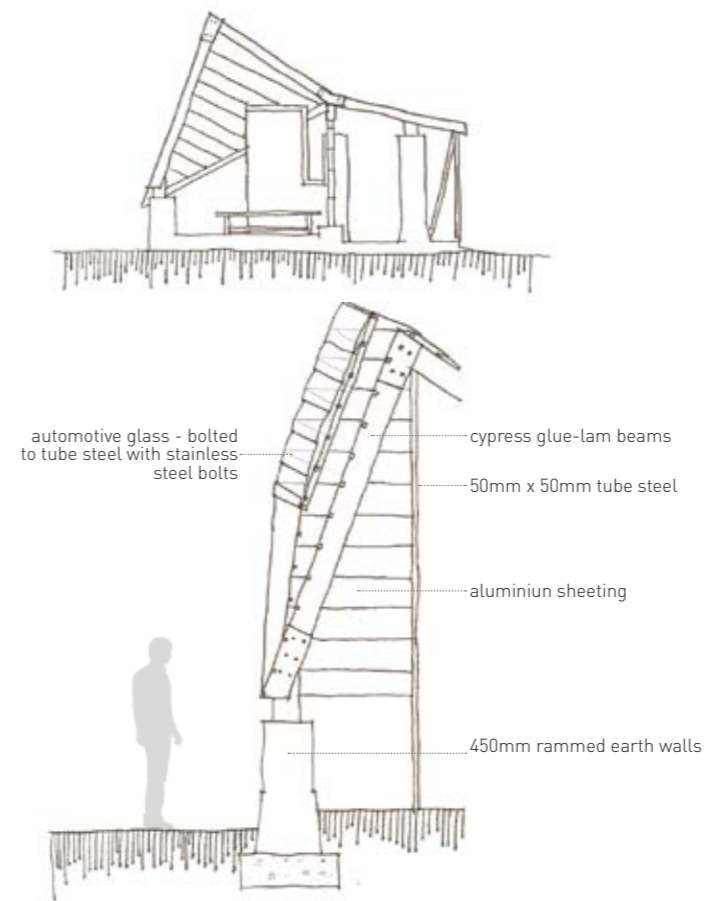 automotive glass - bolted
to tube steel with stainless
steel bolts
cypress glue-lam beams
50mm x 50mm tube steel
aluminiun sheeting
450mm rammed earth walls